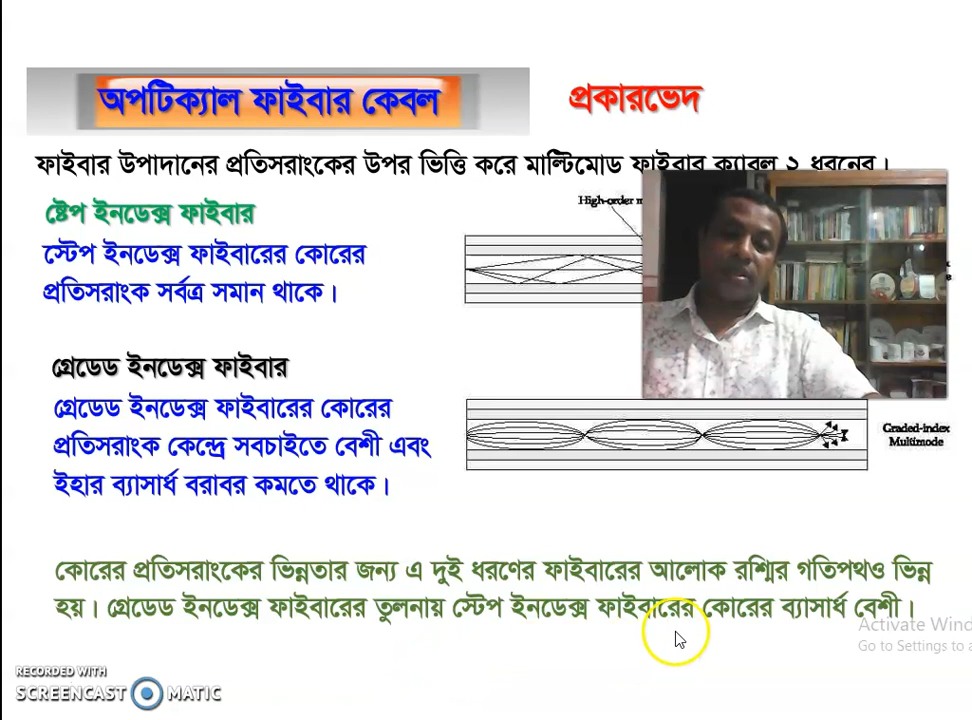 অপটিক্যাল ফাইবার কেবল
প্রকারভেদ
ফাইবার উপাদানের প্রতিসরাংকের উপর ভিত্তি করে মাল্টিমোড ফাইবার ক্যাবল ২ ধরনের।
ষ্টেপ ইনডেক্স ফাইবার
High-order m
স্টেপ ইনডেক্স ফাইবারের কোরের
প্রতিসরাংক সর্বত্র সমান থাকে।
গ্রেডেড ইনডেক্স ফাইবার
গ্রেডেড ইনডেক্স ফাইবারের কোরের
প্রতিসরাংক কেন্দ্রে সবচাইতে বেশী এবং
ইহার ব্যাসার্ধ বরাবর কমতে থাকে।
Graded-index
Multimode
কোরের প্রতিসরাংকের ভিন্নতার জন্য এ দুই ধরণের ফাইবারের আলোক রশ্মির গতিপথও ভিন্ন
হয়। গ্রেডেড ইনডেক্স ফাইবারের তুলনায় স্টেপ ইনডেক্স ফাইবারের কোরের ব্যাসার্ধ বেশী।
Activate Wind
Go to Settings to a
RECORDED WITH
SCREENCAST MATIC